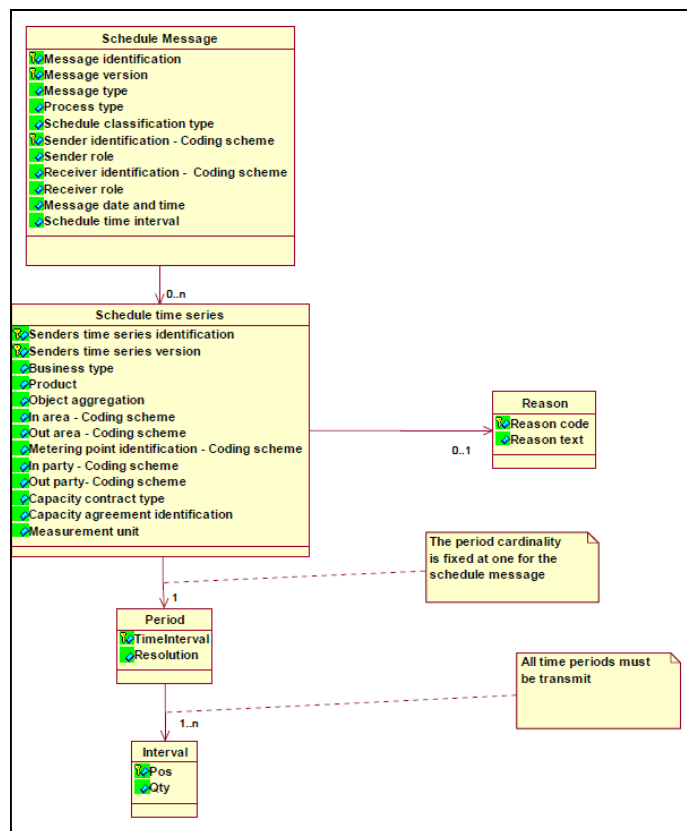 Schedule Message
Message identification
Message version
Message type
Process type
Schedule classification type
Sender identification - Coding scheme
Sender role
Receiver identification -  Coding scheme
Receiver role
Message date and time
Schedule time interval
0..n
Schedule time series
Senders time series identification
Senders time series version
Business type
Product
Object aggregation
In area - Coding scheme
Out area - Coding scheme
Metering point identification - Coding scheme
In party - Coding scheme
Out party- Coding scheme
Capacity contract type
Capacity agreement identification
Measurement unit
Reason
Reason code
Reason text
0..1
The period cardinality
is fixed at one for the
schedule message
1
Period
TimeInterval
Resolution
All time periods must
be transmit
1..n
Interval
Pos
Qty